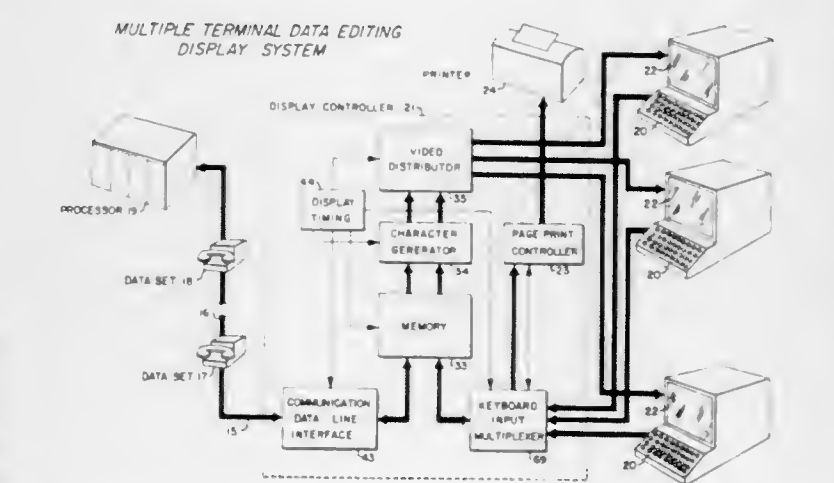 MULTIPLE TERMINAL DATA EDITING
DISPLAY SYSTEM
PRINTER
24
22
20
DISPLAY CONTROLLER 21
PROCESSOR 19
VIDEO
DISTRIBUTOR
35
44
DISPLAY
TIMING
22
20
CHARACTER
GENERATOR
34
PAGE PRINT
CONTROLLER
23
DATA SET 18
16
MEMORY
33
DATA SET 17
15
COMMUNICATION
DATA LINE
INTERFACE
43
KEYBOARD
INPUT
MULTIPLEXER
69
22
20